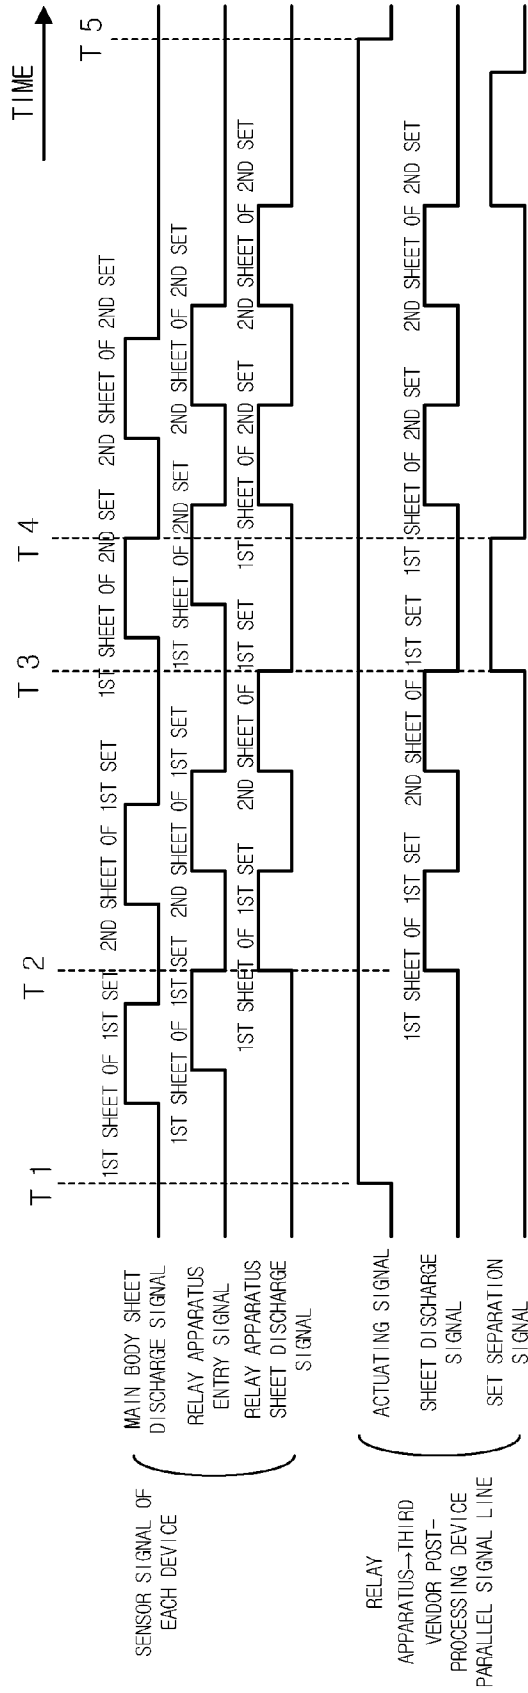 TIME
T 1
T 2
T 3
T 4
T 5
SENSOR SIGNAL OF
EACH DEVICE
MAIN BODY SHEET
DISCHARGE SIGNAL
1ST SHEET OF 1ST SET
2ND SHEET OF 1ST SET
1ST SHEET OF 2ND SET
2ND SHEET OF 2ND SET
RELAY APPARATUS
ENTRY SIGNAL
1ST SHEET OF 1ST SET
2ND SHEET OF 1ST SET
1ST SHEET OF 2ND SET
2ND SHEET OF 2ND SET
RELAY APPARATUS
SHEET DISCHARGE
SIGNAL
1ST SHEET OF 1ST SET
2ND SHEET OF 1ST SET
1ST SHEET OF 2ND SET
2ND SHEET OF 2ND SET
RELAY
APPARATUS→THIRD
VENDOR POST-
PROCESSING DEVICE
PARALLEL SIGNAL LINE
ACTUATING SIGNAL
SHEET DISCHARGE
SIGNAL
1ST SHEET OF 1ST SET
2ND SHEET OF 1ST SET
1ST SHEET OF 2ND SET
2ND SHEET OF 2ND SET
SET SEPARATION
SIGNAL